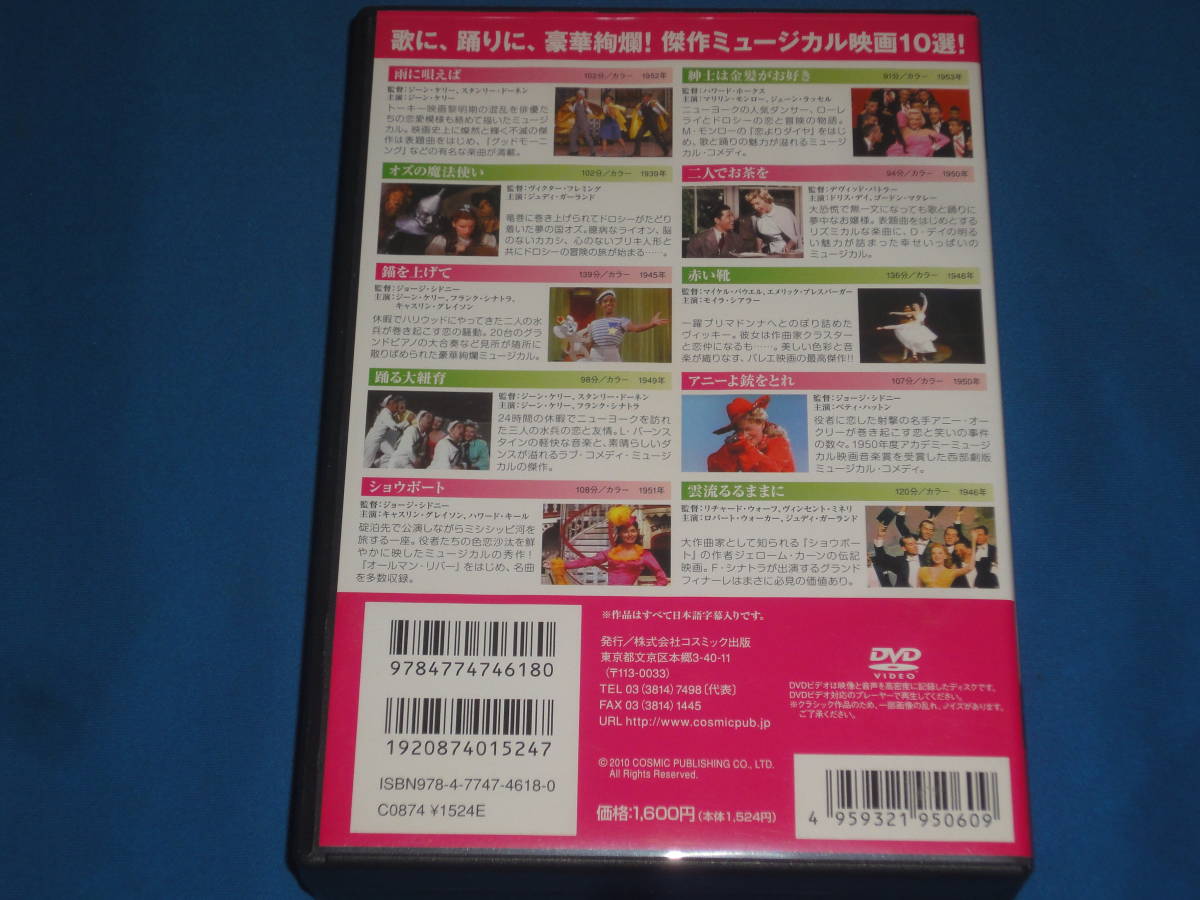 歌に、踊りに、豪華絢爛! 傑作ミュージカル映画10選!
雨に唄えば 102分/カラー 1952年
監督:ジーン・ケリー、スタンリー・ドーネン
主演:ジーン・ケリー
トーキー映画黎明期の混乱を俳優た
ちの恋愛模様も絡めて描いたミュー
ジカル。映画史上に燦然と輝く不滅の傑
作は表題曲をはじめ、『グッドモーニ
ング』などの有名な楽曲が満載。
オズの魔法使い 102分/カラー 1939年
監督:ヴィクター・フレミング
主演:ジュディ・ガーランド
竜巻に巻き上げられてドロシーがたどり
着いた夢の国オズ。臆病なライオン、脳
のないカカシ、心のないブリキ人形と
共にドロシーの冒険の旅が始まる……。
錨を上げて 139分/カラー 1945年
監督:ジョージ・シドニー
主演:ジーン・ケリー、フランク・シナトラ、
キャスリン・グレイソン
休暇でハリウッドにやってきた二人の水
兵が巻き起こす恋の騒動。20台のグラ
ンドピアノの大合奏など見所が随所に
散りばめられた豪華絢爛ミュージカル。
踊る大紐育 98分/カラー 1949年
監督:ジーン・ケリー、スタンリー・ドーネン
主演:ジーン・ケリー、フランク・シナトラ
24時間の休暇でニューヨークを訪れ
た三人の水兵の恋と友情。L・バーンス
タインの軽快な音楽と、素晴らしいダ
ンスが溢れるラブ・コメディ・ミュージ
カルの傑作。
ショウボート 108分/カラー 1951年
監督:ジョージ・シドニー
主演:キャスリン・グレイソン、ハワード・キール
碇泊先で公演しながらミシシッピ河を
旅する一座。役者たちの色恋沙汰を鮮
やかに映したミュージカルの秀作!
『オールマン・リバー』をはじめ、名曲
を多数収録。
紳士は金髪がお好き 91分/カラー 1953年
監督:ハワード・ホークス
主演:マリリン・モンロー、ジェーン・ラッセル
ニューヨークの人気ダンサー、ローレ
ライとドロシーの恋と冒険の物語。
M・モンローの『恋よりダイヤ』をはじ
め、歌と踊りの魅力が溢れるミュージ
カル・コメディ。
二人でお茶を 94分/カラー 1950年
監督:デヴィッド・バトラー
主演:ドリス・デイ、ゴードン・マクレー
大恐慌で無一文になっても歌と踊りに
夢中なお嬢様。表題曲をはじめとする
リズミカルな楽曲に、D・デイの明る
い魅力が詰まった幸せいっぱいの
ミュージカル。
赤い靴 136分/カラー 1948年
監督:マイケル・パウエル、エメリック・プレスバーガー
主演:モイラ・シアラー
一躍プリマドンナへとのぼり詰めた
ヴィッキー。彼女は作曲家クラスター
と恋仲になるも……。美しい色彩と音
楽が織りなす、バレエ映画の最高傑作!!
アニーよ銃をとれ 107分/カラー 1950年
監督:ジョージ・シドニー
主演:ベティ・ハットン
役者に恋した射撃の名手アニー・オー
クリーが巻き起こす恋と笑いの事件
の数々。1950年度アカデミーミュージ
カル映画音楽賞を受賞した西部劇版
ミュージカル・コメディ。
雲流るるままに 120分/カラー 1946年
監督:リチャード・ウォーフ、ヴィンセント・ミネリ
主演:ロバート・ウォーカー、ジュディ・ガーランド
大作曲家として知られる『ショウボー
ト』の作者ジェローム・カーンの伝記
映画。F・シナトラが出演するグランド
フィナーレはまさに必見の価値あり。
9784774746180
1920874015247
ISBN978-4-7747-4618-0
C0874 ¥1524E
※作品はすべて日本語字幕入りです。
発行/株式会社コスミック出版
東京都文京区本郷3-40-11
(〒113-0033)
TEL 03(3814)7498〔代表〕
FAX 03(3814)1445
URL http://www.cosmicpub.jp
© 2010 COSMIC PUBLISHING CO., LTD.
All Rights Reserved.
価格:1,600円(本体1,524円)
DVD
VIDEO
DVDビデオは映像と音声を高密度に記録したディスクです。
DVDビデオ対応のプレーヤーで再生してください。
※クラシック作品のため、一部画像の乱れ、ノイズがあります。
ご了承ください。
4 959321 950609